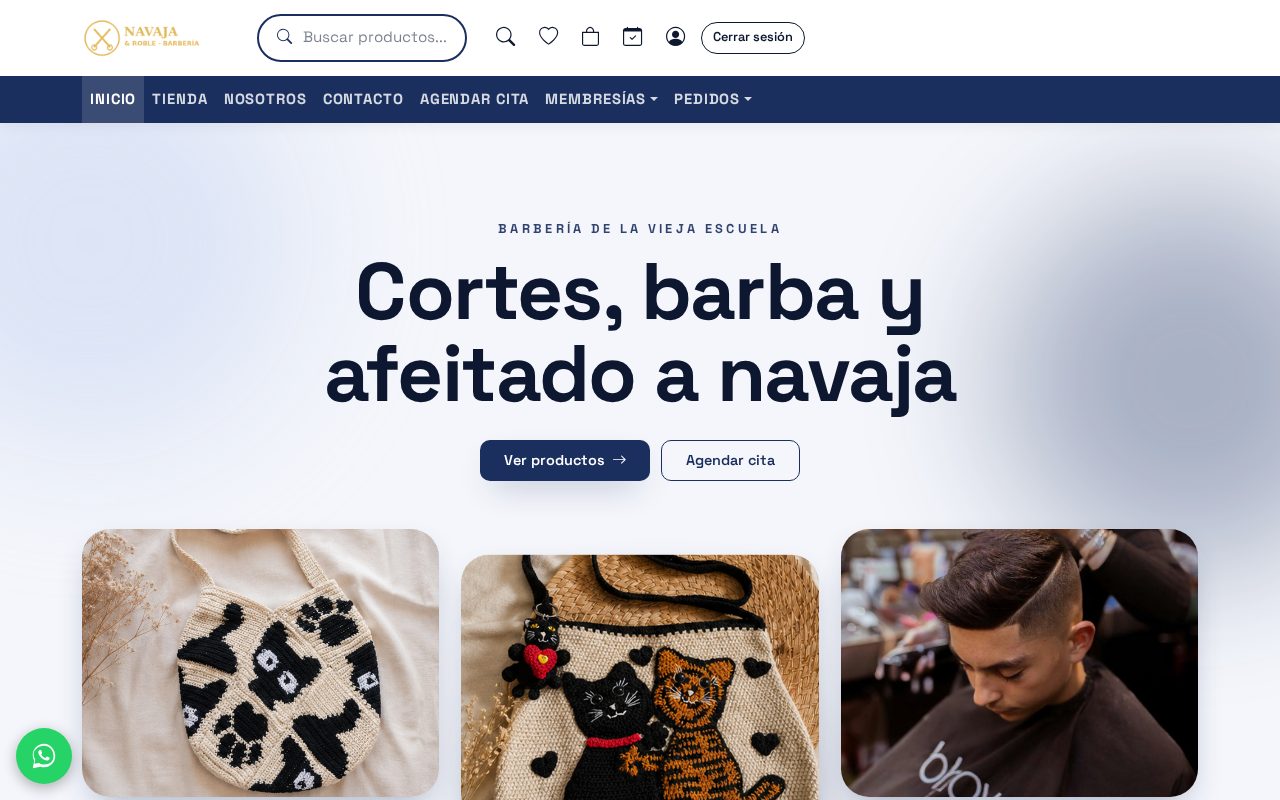 NAVAJA
& ROBLE - BARBERÍA
Buscar productos...
Cerrar sesión
INICIO
TIENDA
NOSOTROS
CONTACTO
AGENDAR CITA
MEMBRESÍAS
PEDIDOS
BARBERÍA DE LA VIEJA ESCUELA
Cortes, barba y
afeitado a navaja
Ver productos →
Agendar cita